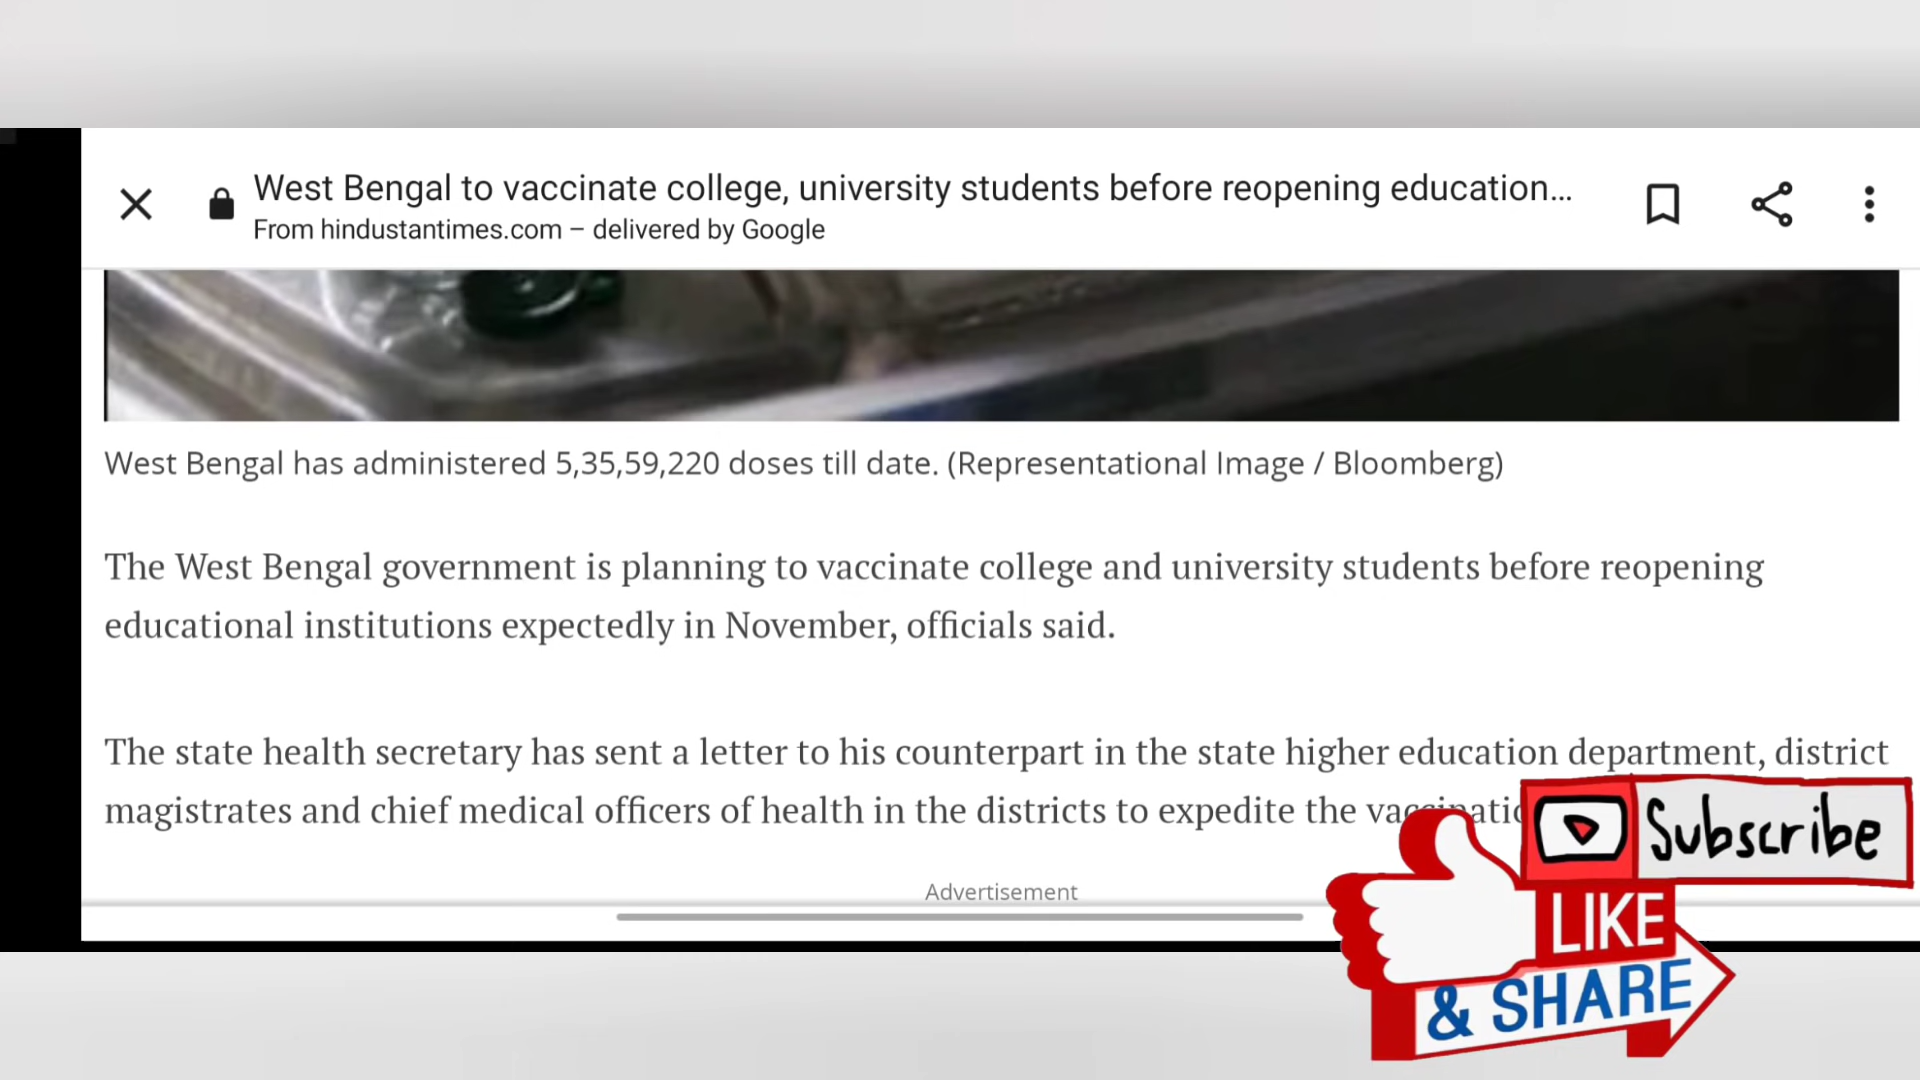 West Bengal to vaccinate college, university students before reopening education...
From hindustantimes.com – delivered by Google
West Bengal has administered 5,35,59,220 doses till date. (Representational Image / Bloomberg)
The West Bengal government is planning to vaccinate college and university students before reopening
educational institutions expectedly in November, officials said.
The state health secretary has sent a letter to his counterpart in the state higher education department, district
magistrates and chief medical officers of health in the districts to expedite the
Subscribe
Advertisement
LIKE
& SHARE